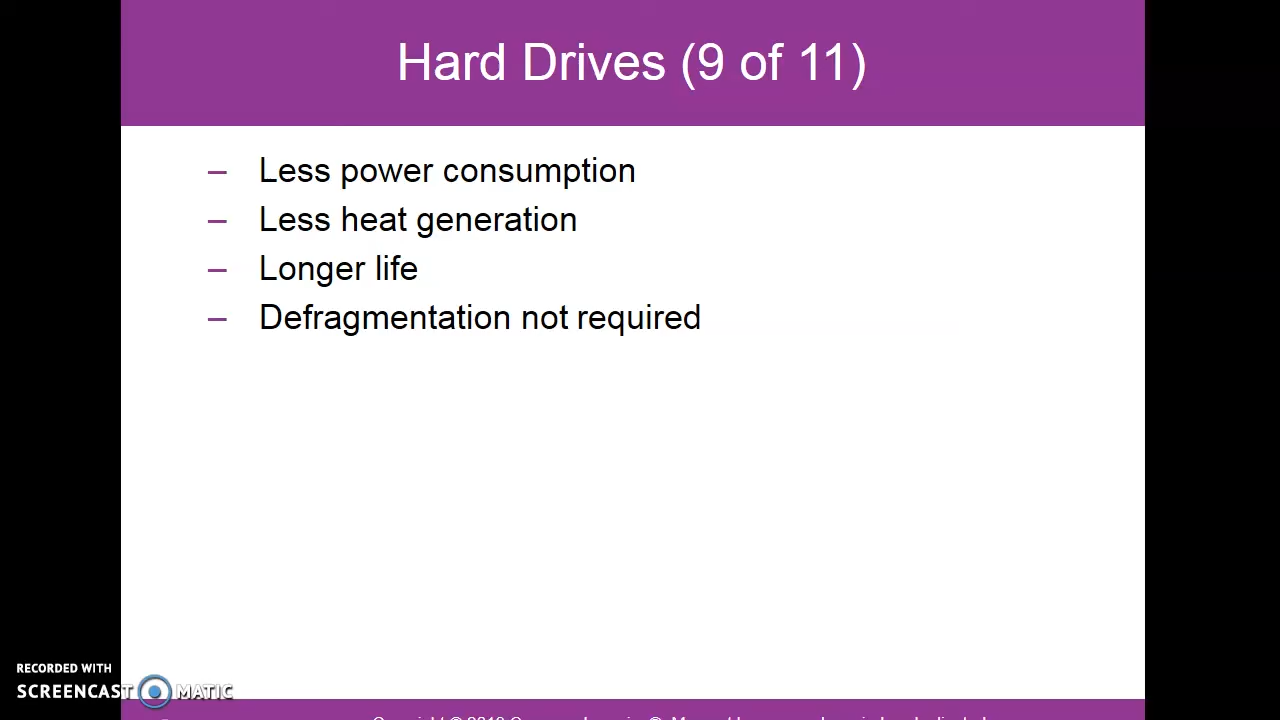 Hard Drives (9 of 11)
– Less power consumption
– Less heat generation
– Longer life
– Defragmentation not required
RECORDED WITH
SCREENCAST MATIC